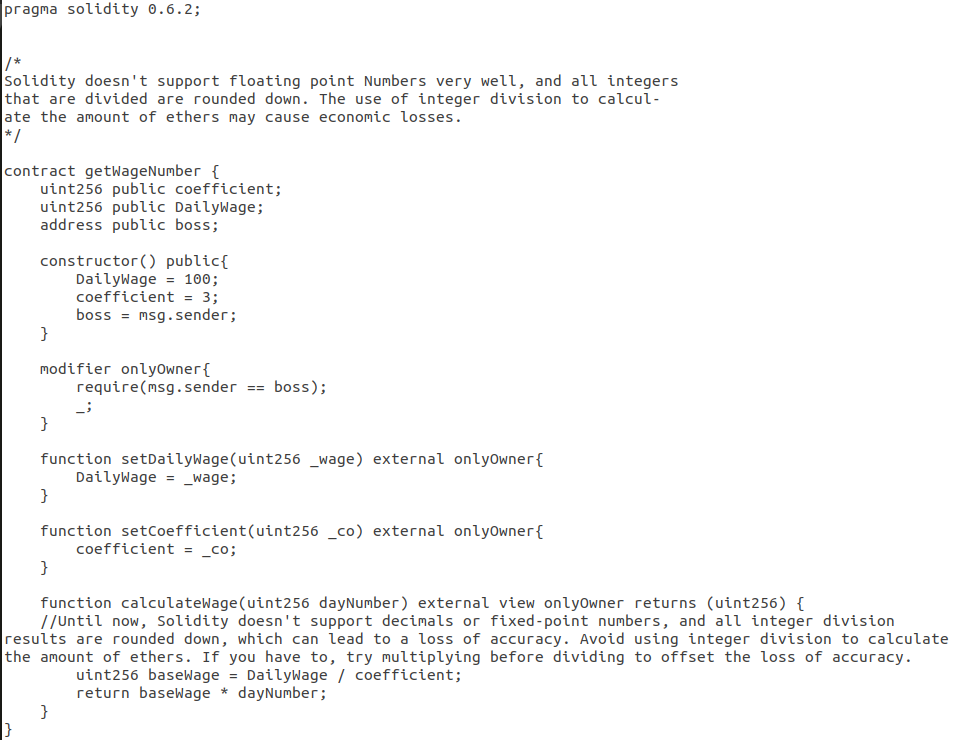 pragma solidity 0.6.2;
/*
Solidity doesn't support floating point Numbers very well, and all integers
that are divided are rounded down. The use of integer division to calcul-
ate the amount of ethers may cause economic losses.
*/
contract getWageNumber {
    uint256 public coefficient;
    uint256 public DailyWage;
    address public boss;
    constructor() public{
        DailyWage = 100;
        coefficient = 3;
        boss = msg.sender;
    }
    modifier onlyOwner{
        require(msg.sender == boss);
        _;
    }
    function setDailyWage(uint256 _wage) external onlyOwner{
        DailyWage = _wage;
    }
    function setCoefficient(uint256 _co) external onlyOwner{
        coefficient = _co;
    }
    function calculateWage(uint256 dayNumber) external view onlyOwner returns (uint256) {
    //Until now, Solidity doesn't support decimals or fixed-point numbers, and all integer division
results are rounded down, which can lead to a loss of accuracy. Avoid using integer division to calculate
the amount of ethers. If you have to, try multiplying before dividing to offset the loss of accuracy.
        uint256 baseWage = DailyWage / coefficient;
        return baseWage * dayNumber;
    }
}